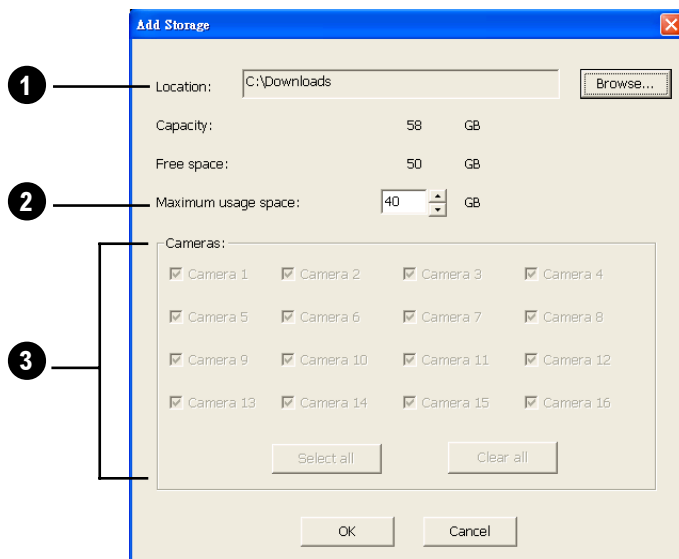 Add Storage
1 Location: C:\Downloads Browse...
Capacity: 58 GB
Free space: 50 GB
2 Maximum usage space: 40 GB
Cameras:
Camera 1 Camera 2 Camera 3 Camera 4
Camera 5 Camera 6 Camera 7 Camera 8
3 Camera 9 Camera 10 Camera 11 Camera 12
Camera 13 Camera 14 Camera 15 Camera 16
Select all Clear all
OK Cancel